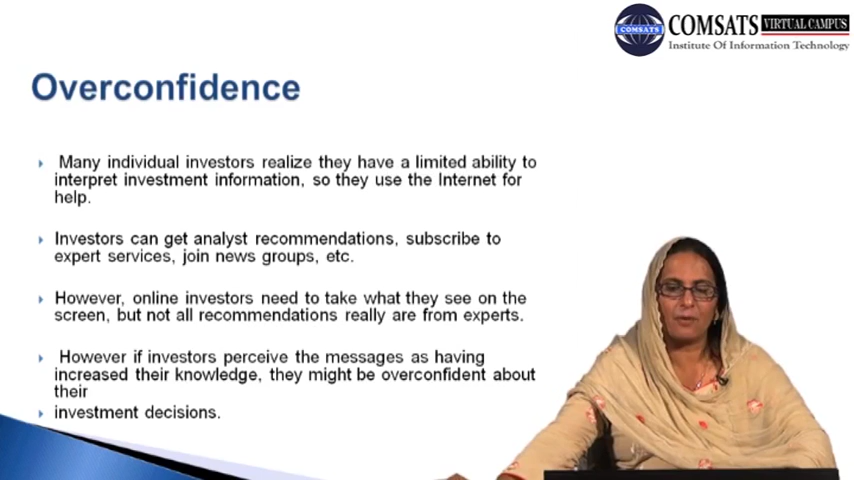 COMSATS
COMSATS VIRTUAL CAMPUS
Institute Of Information Technology
Overconfidence
Many individual investors realize they have a limited ability to
interpret investment information, so they use the Internet for
help.
Investors can get analyst recommendations, subscribe to
expert services, join news groups, etc.
However, online investors need to take what they see on the
screen, but not all recommendations really are from experts.
However if investors perceive the messages as having
increased their knowledge, they might be overconfident about
their
investment decisions.